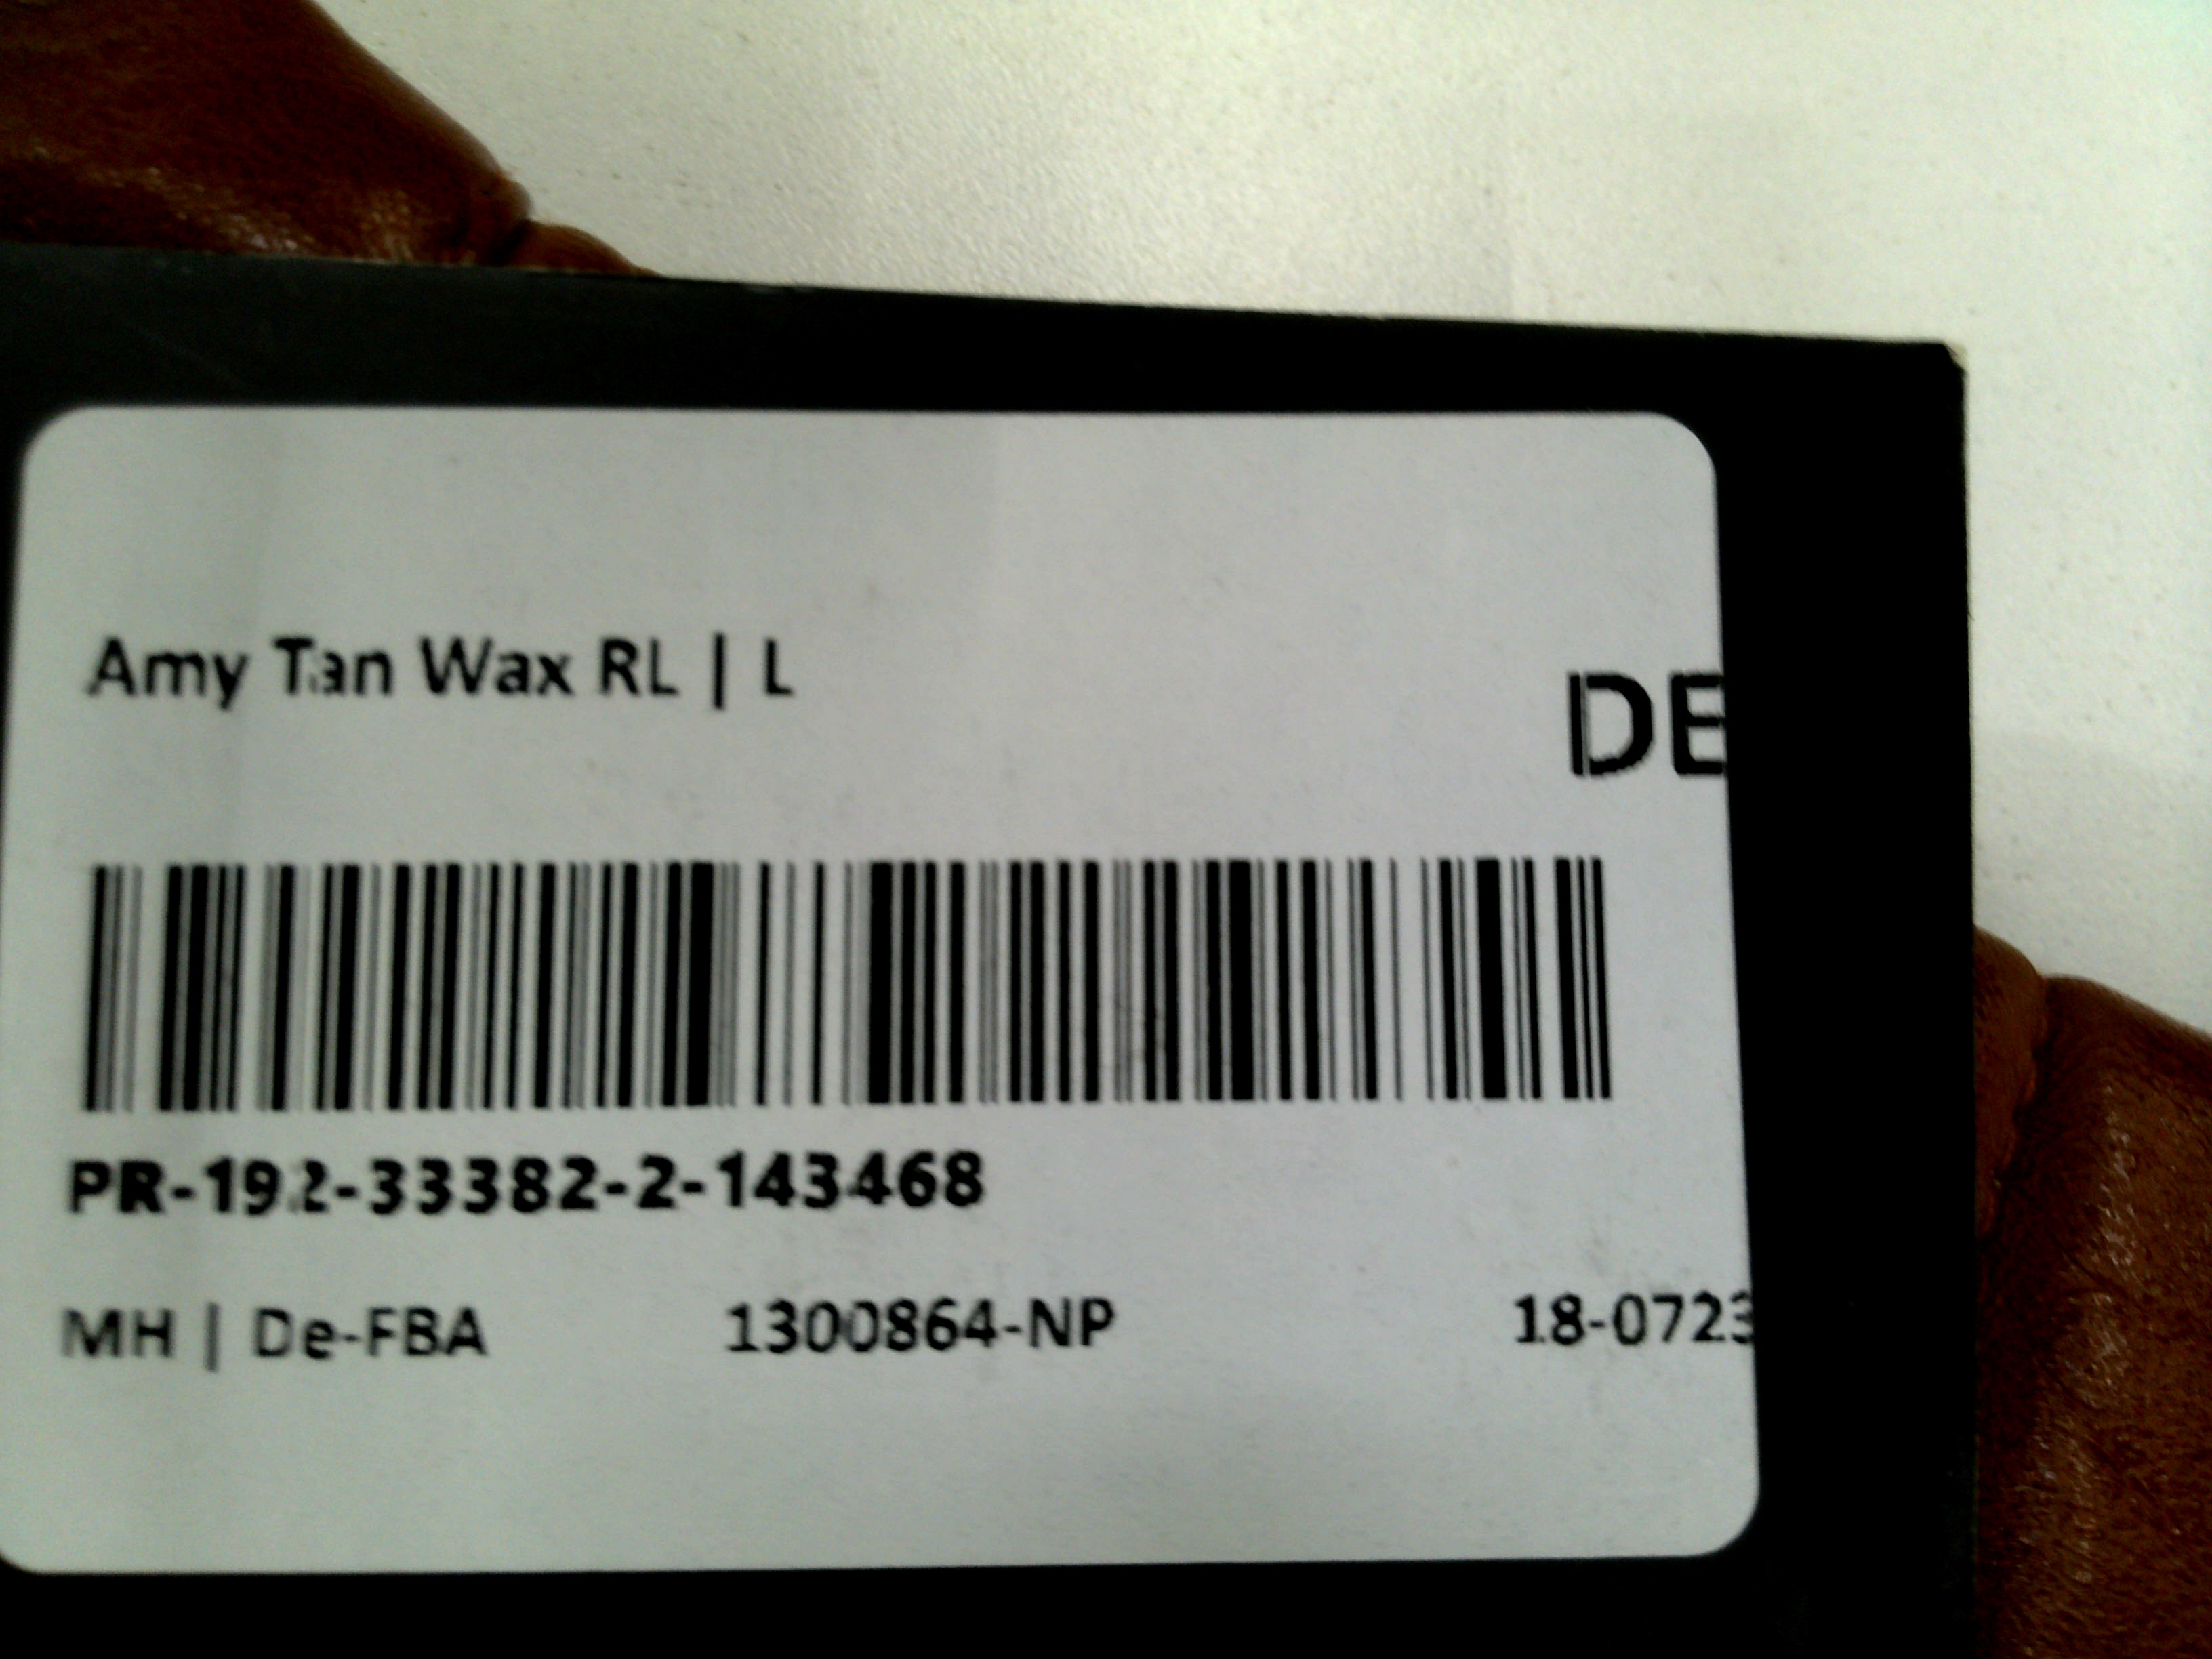 Amy Tan Wax RL | L
DE
PR-192-33382-2-143468
MH | De-FBA 1300864-NP 18-0723